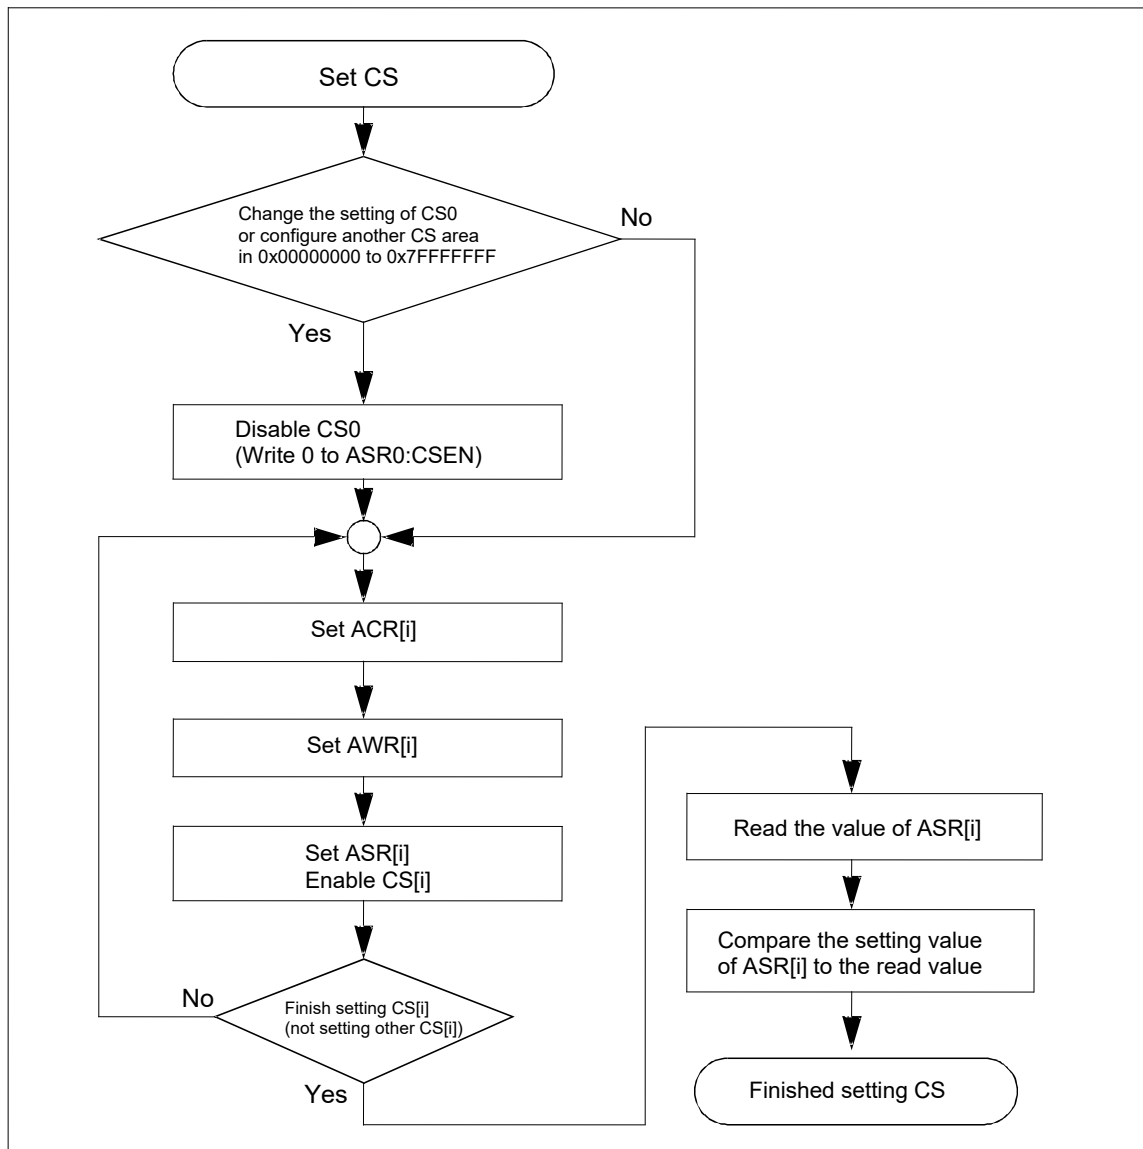 Set CS
Change the setting of CS0
or configure another CS area
in 0x00000000 to 0x7FFFFFFF
No
Yes
Disable CS0
(Write 0 to ASR0:CSEN)
Set ACR[i]
Set AWR[i]
Set ASR[i]
Enable CS[i]
No
Finish setting CS[i]
(not setting other CS[i])
Yes
Read the value of ASR[i]
Compare the setting value
of ASR[i] to the read value
Finished setting CS